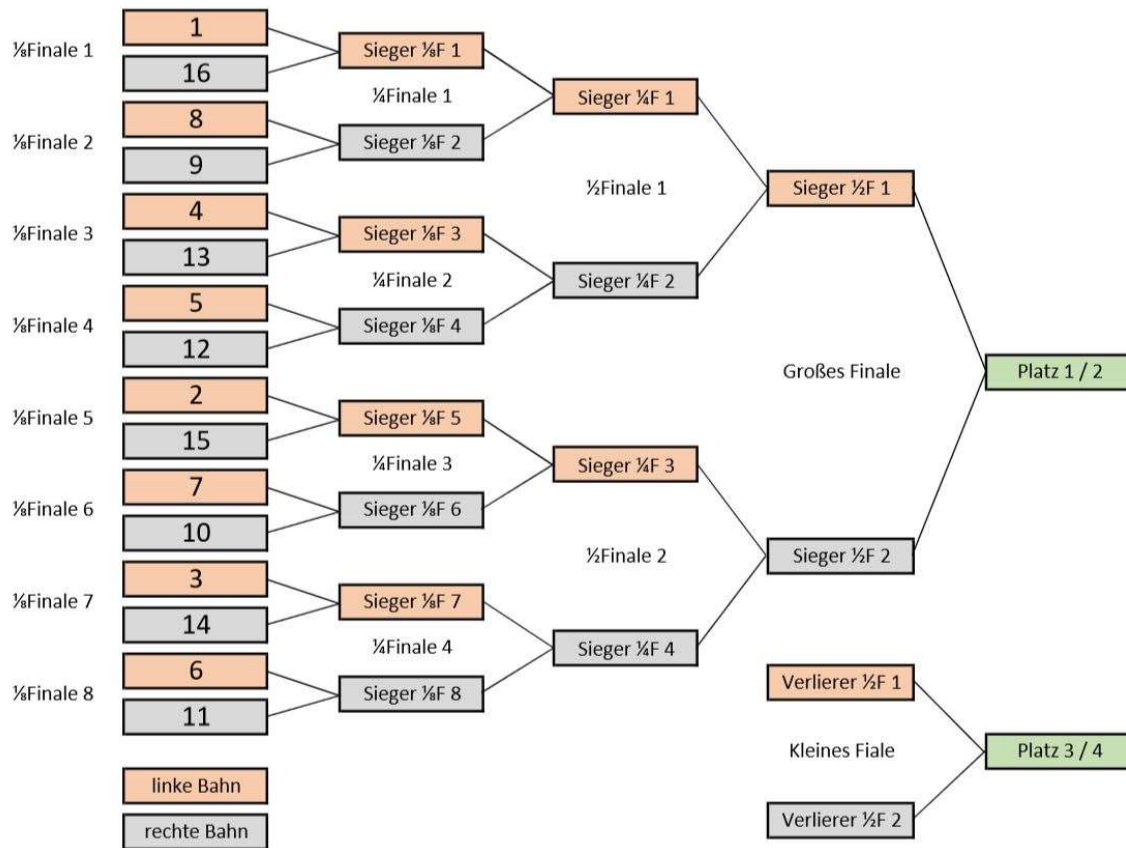 ⅛Finale 1
1
16
Sieger ⅛F 1
¼Finale 1
Sieger ¼F 1
⅛Finale 2
8
9
Sieger ⅛F 2
½Finale 1
Sieger ½F 1
⅛Finale 3
4
13
Sieger ⅛F 3
¼Finale 2
Sieger ¼F 2
⅛Finale 4
5
12
Sieger ⅛F 4
Großes Finale
Platz 1 / 2
⅛Finale 5
2
15
Sieger ⅛F 5
¼Finale 3
Sieger ¼F 3
⅛Finale 6
7
10
Sieger ⅛F 6
½Finale 2
Sieger ½F 2
⅛Finale 7
3
14
Sieger ⅛F 7
¼Finale 4
Sieger ¼F 4
⅛Finale 8
6
11
Sieger ⅛F 8
Verlierer ½F 1
Kleines Fiale
Platz 3 / 4
Verlierer ½F 2
linke Bahn
rechte Bahn